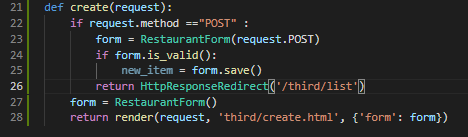 21 def create(request):
22     if request.method =="POST" :
23         form = RestaurantForm(request.POST)
24         if form.is_valid():
25             new_item = form.save()
26         return HttpResponseRedirect('/third/list')
27     form = RestaurantForm()
28     return render(request, 'third/create.html', {'form': form})